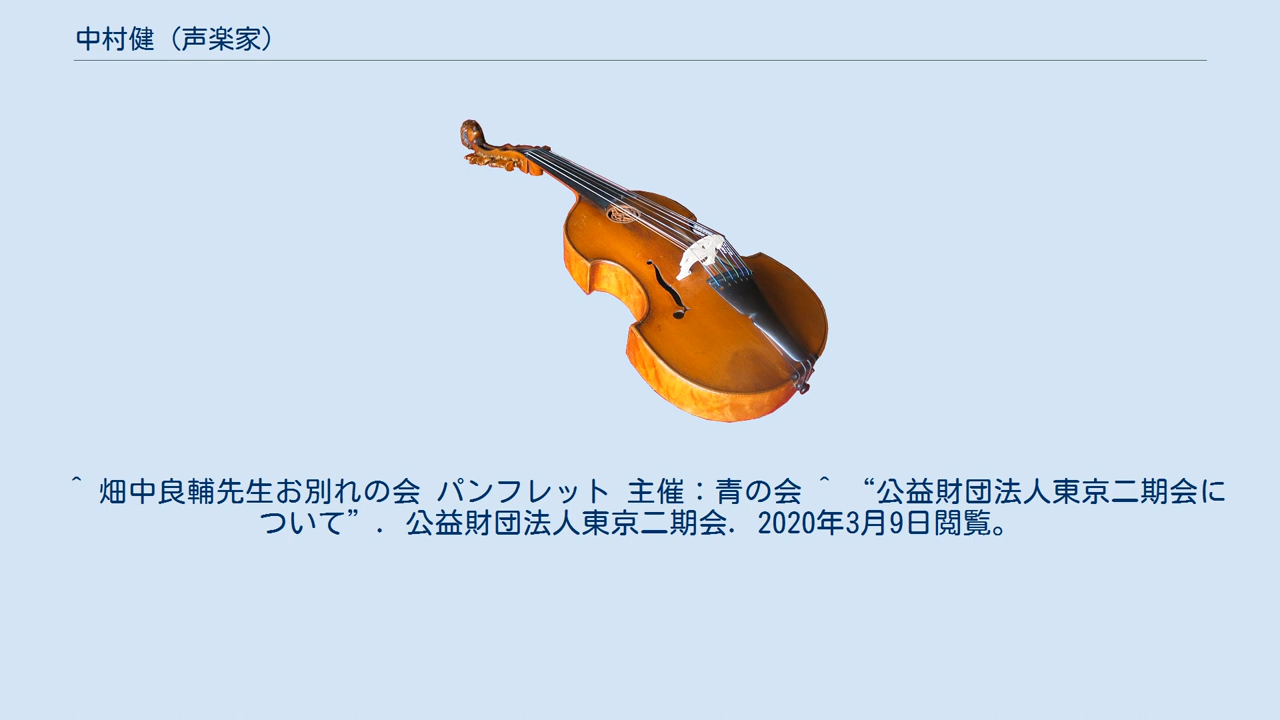 中村健（声楽家）
＾ 畑中良輔先生お別れの会 パンフレット 主催：青の会 ＾ “公益財団法人東京二期会に
ついて”. 公益財団法人東京二期会. 2020年3月9日閲覧。